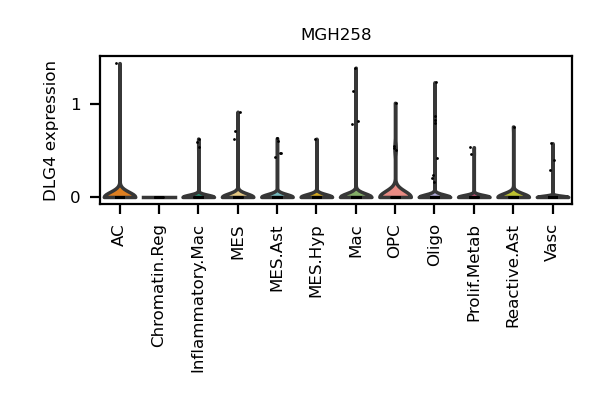 MGH258
DLG4 expression
1
0
AC
Chromatin.Reg
Inflammatory.Mac
MES
MES.Ast
MES.Hyp
Mac
OPC
Oligo
Prolif.Metab
Reactive.Ast
Vasc